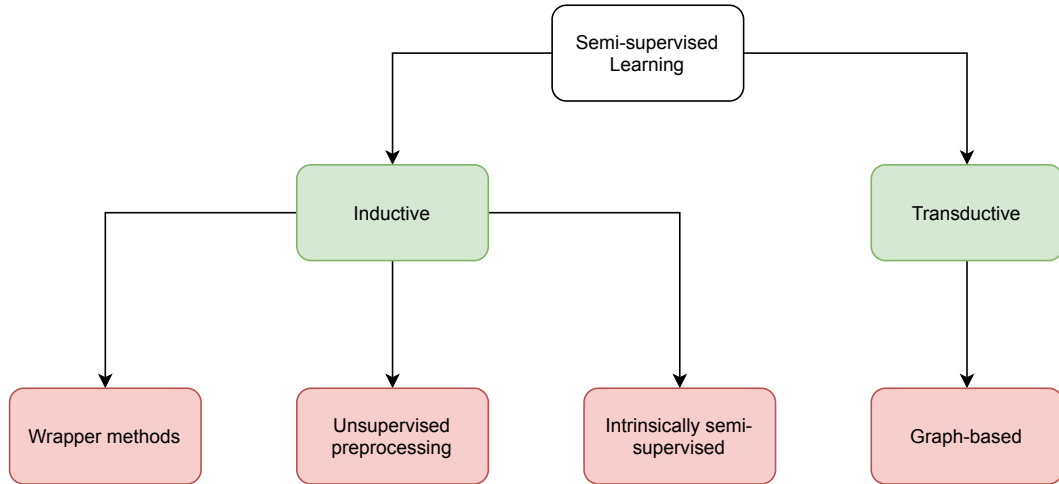 Semi-supervised
Learning
Inductive
Transductive
Wrapper methods
Unsupervised
preprocessing
Intrinsically semi-
supervised
Graph-based